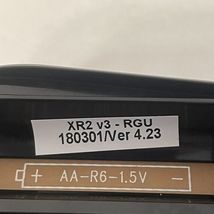 XR2 v3 - RGU
180301/Ver 4.23
+ AA-R6-1.5V -